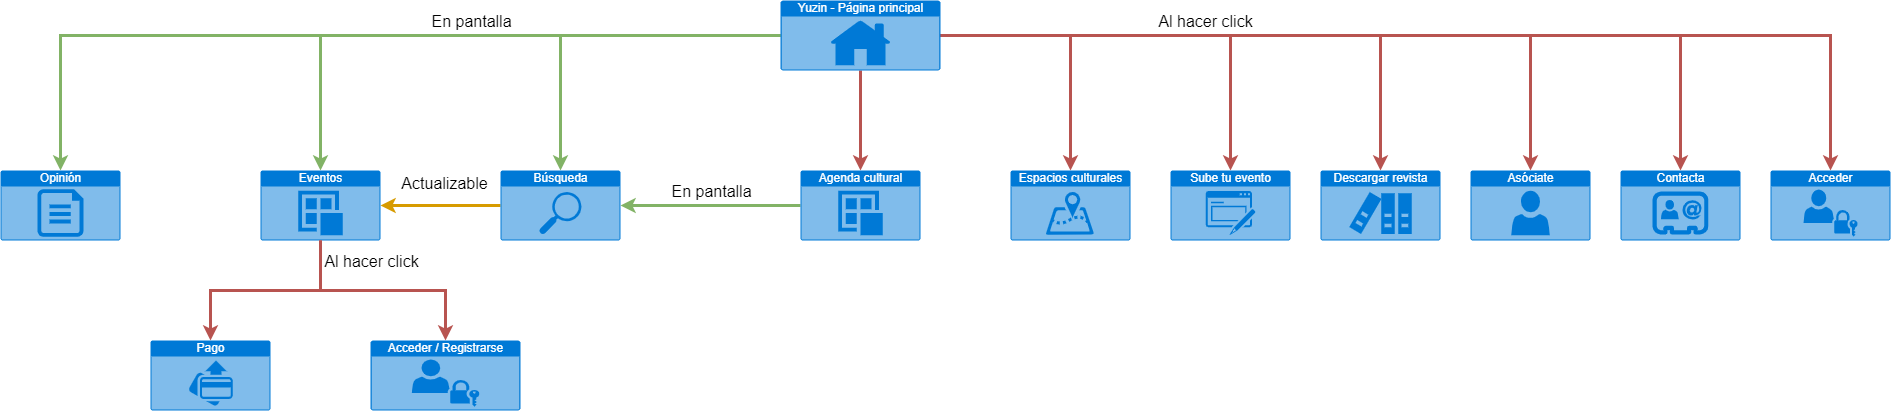 Yuzin - Página principal
En pantalla
Al hacer click
Opinión
Eventos
Búsqueda
Agenda cultural
Espacios culturales
Sube tu evento
Descargar revista
Asóciate
Contacta
Acceder
Actualizable
En pantalla
Al hacer click
Pago
Acceder / Registrarse